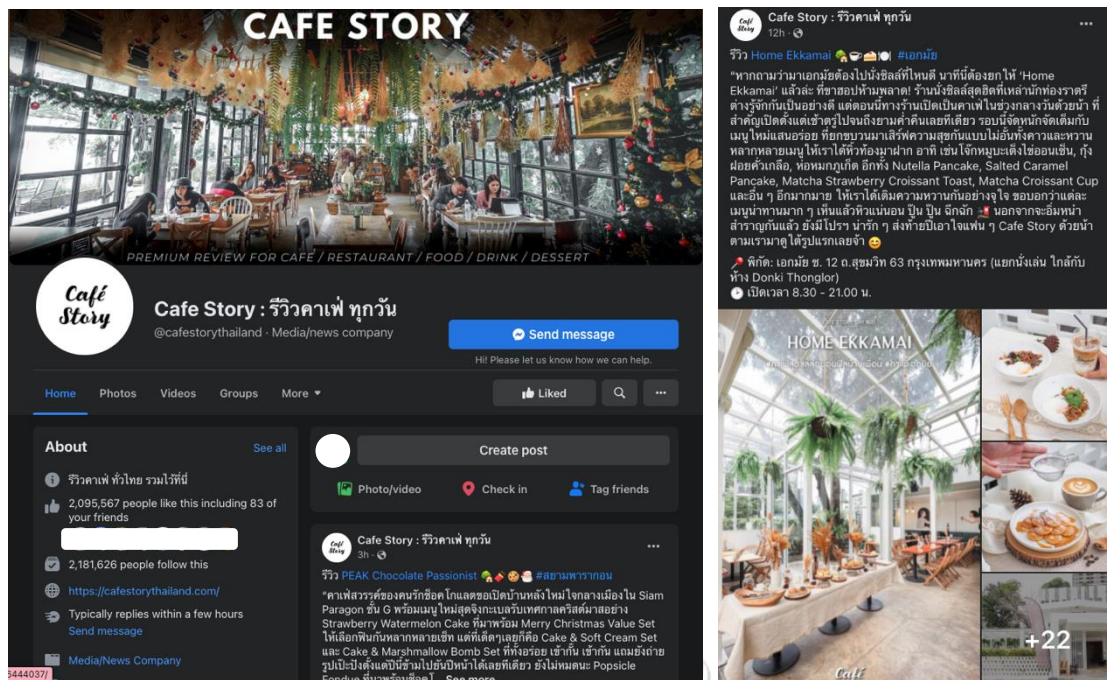 CAFE STORY
PREMIUM REVIEW FOR CAFE / RESTAURANT / FOOD / DRINK / DESSERT
Café
Story
Cafe Story : รีวิวคาเฟ่ ทุกวัน
@cafestorythailand · Media/news company
Send message
Hi! Please let us know how we can help.
Home
Photos
Videos
Groups
More
Liked
About
See all
รีวิวคาเฟ่ ทั่วไทย รวมไว้ที่นี่
2,095,567 people like this including 83 of
your friends
2,181,626 people follow this
https://cafestorythailand.com/
Typically replies within a few hours
Send message
Media/News Company
5444037/
Create post
Photo/video
Check in
Tag friends
Café
Story
Cafe Story : รีวิวคาเฟ่ ทุกวัน
3h
รีวิว PEAK Chocolate Passionist #สยามพารากอน
"คาเฟ่สวรรค์ของคนรักช็อคโกแลตขอเปิดบ้านหลังใหม่ใจกลางเมืองใน Siam
Paragon ชั้น G พร้อมเมนูใหม่สุดจิงกะเบลรับเทศกาลคริสต์มาสอย่าง
Strawberry Watermelon Cake ที่มาพร้อม Merry Christmas Value Set
ให้เลือกฟินกันหลากหลายเซ็ท แต่ที่เด็ดๆเลยก็คือ Cake & Soft Cream Set
และ Cake & Marshmallow Bomb Set ที่ทั้งอร่อย เข้ากั๊น เข้ากัน แถมยังถ่าย
รูปเป๊ะปังตั้งแต่ปีนี้ข้ามไปยันปีหน้าได้เลยทีเดียว ยังไม่หมดนะ Popsicle
Fondue ที่มาพร้อมช็อคโ... See more
Café
Story
Cafe Story : รีวิวคาเฟ่ ทุกวัน
12h
รีวิว Home Ekkamai #เอกมัย
"หากถามว่ามาเอกมัยต้องไปนั่งชิลล์ที่ไหนดี นาทีนี้ต้องยกให้ 'Home
Ekkamai' แล้วล่ะ ที่ขาฮอปห้ามพลาด! ร้านนั่งชิลล์สุดฮิตที่เหล่านักท่องราตรี
ต่างรู้จักกันเป็นอย่างดี แต่ตอนนี้ทางร้านเปิดเป็นคาเฟ่ในช่วงกลางวันด้วยน้า ที่
สำคัญเปิดตั้งแต่เช้าตรู่ไปจนถึงยามค่ำคืนเลยทีเดียว รอบนี้จัดหนักจัดเต็มกับ
เมนูใหม่แสนอร่อย ที่ยกขบวนมาเสิร์ฟความสุขกันแบบไม่อั้นทั้งคาวและหวาน
หลากหลายเมนูให้เราได้หิ้วท้องมาฝาก อาทิ เช่นโจ๊กหมูบะเต็งไข่ออนเซ็น, กุ้ง
ฝอยคั่วเกลือ, ห่อหมกภูเก็ต อีกทั้ง Nutella Pancake, Salted Caramel
Pancake, Matcha Strawberry Croissant Toast, Matcha Croissant Cup
และอื่น ๆ อีกมากมาย ให้เราได้เติมความหวานกันอย่างจุใจ ขอบอกว่าแต่ละ
เมนูน่าทานมาก ๆ เห็นแล้วหิวแน่นอน ปู๊น ปู๊น ฉึกฉัก นอกจากจะอิ่มหนำ
สำราญกันแล้ว ยังมีโปรฯ น่ารัก ๆ ส่งท้ายปีเอาใจแฟน ๆ Cafe Story ด้วยน้า
ตามเรามาดูได้รูปแรกเลยจ้า
พิกัด: เอกมัย ซ. 12 ถ.สุขุมวิท 63 กรุงเทพมหานคร (แยกนั่งเล่น ใกล้กับ
ห้าง Donki Thonglor)
เปิดเวลา 8.30 - 21.00 น.
HOME EKKAMAI
Café
+22